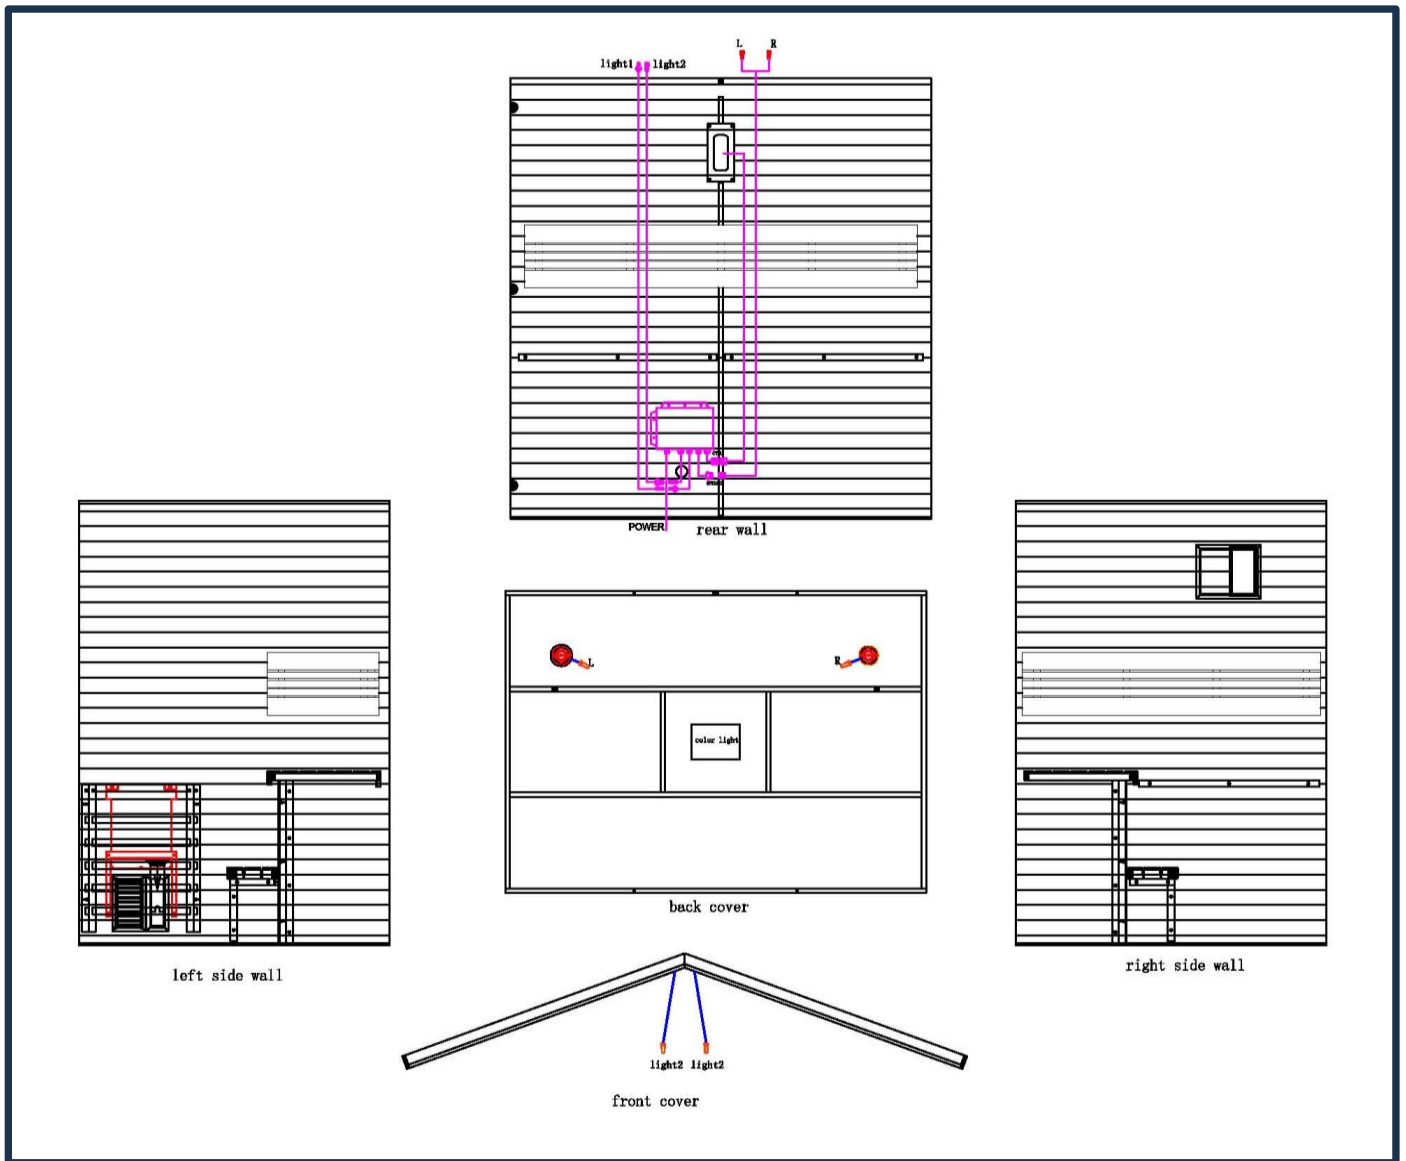 L R
light1 light2
POWER
rear wall
L
R
color light
back cover
left side wall
right side wall
light2 light2
front cover